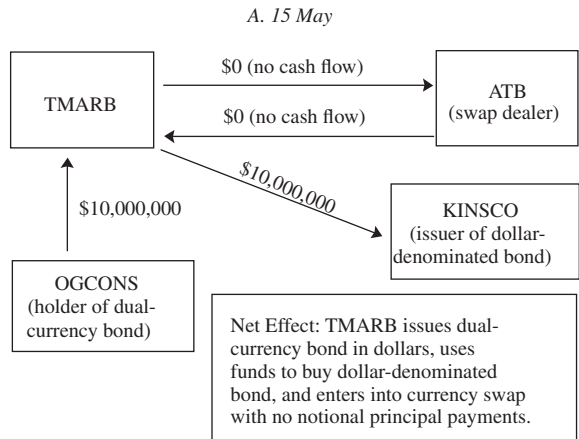 A. 15 May
$0 (no cash flow)
TMARB
ATB
(swap dealer)
$0 (no cash flow)
$10,000,000
$10,000,000
KINSCO
(issuer of dollar-
denominated bond)
OGCONS
(holder of dual-
currency bond)
Net Effect: TMARB issues dual-
currency bond in dollars, uses
funds to buy dollar-denominated
bond, and enters into currency swap
with no notional principal payments.